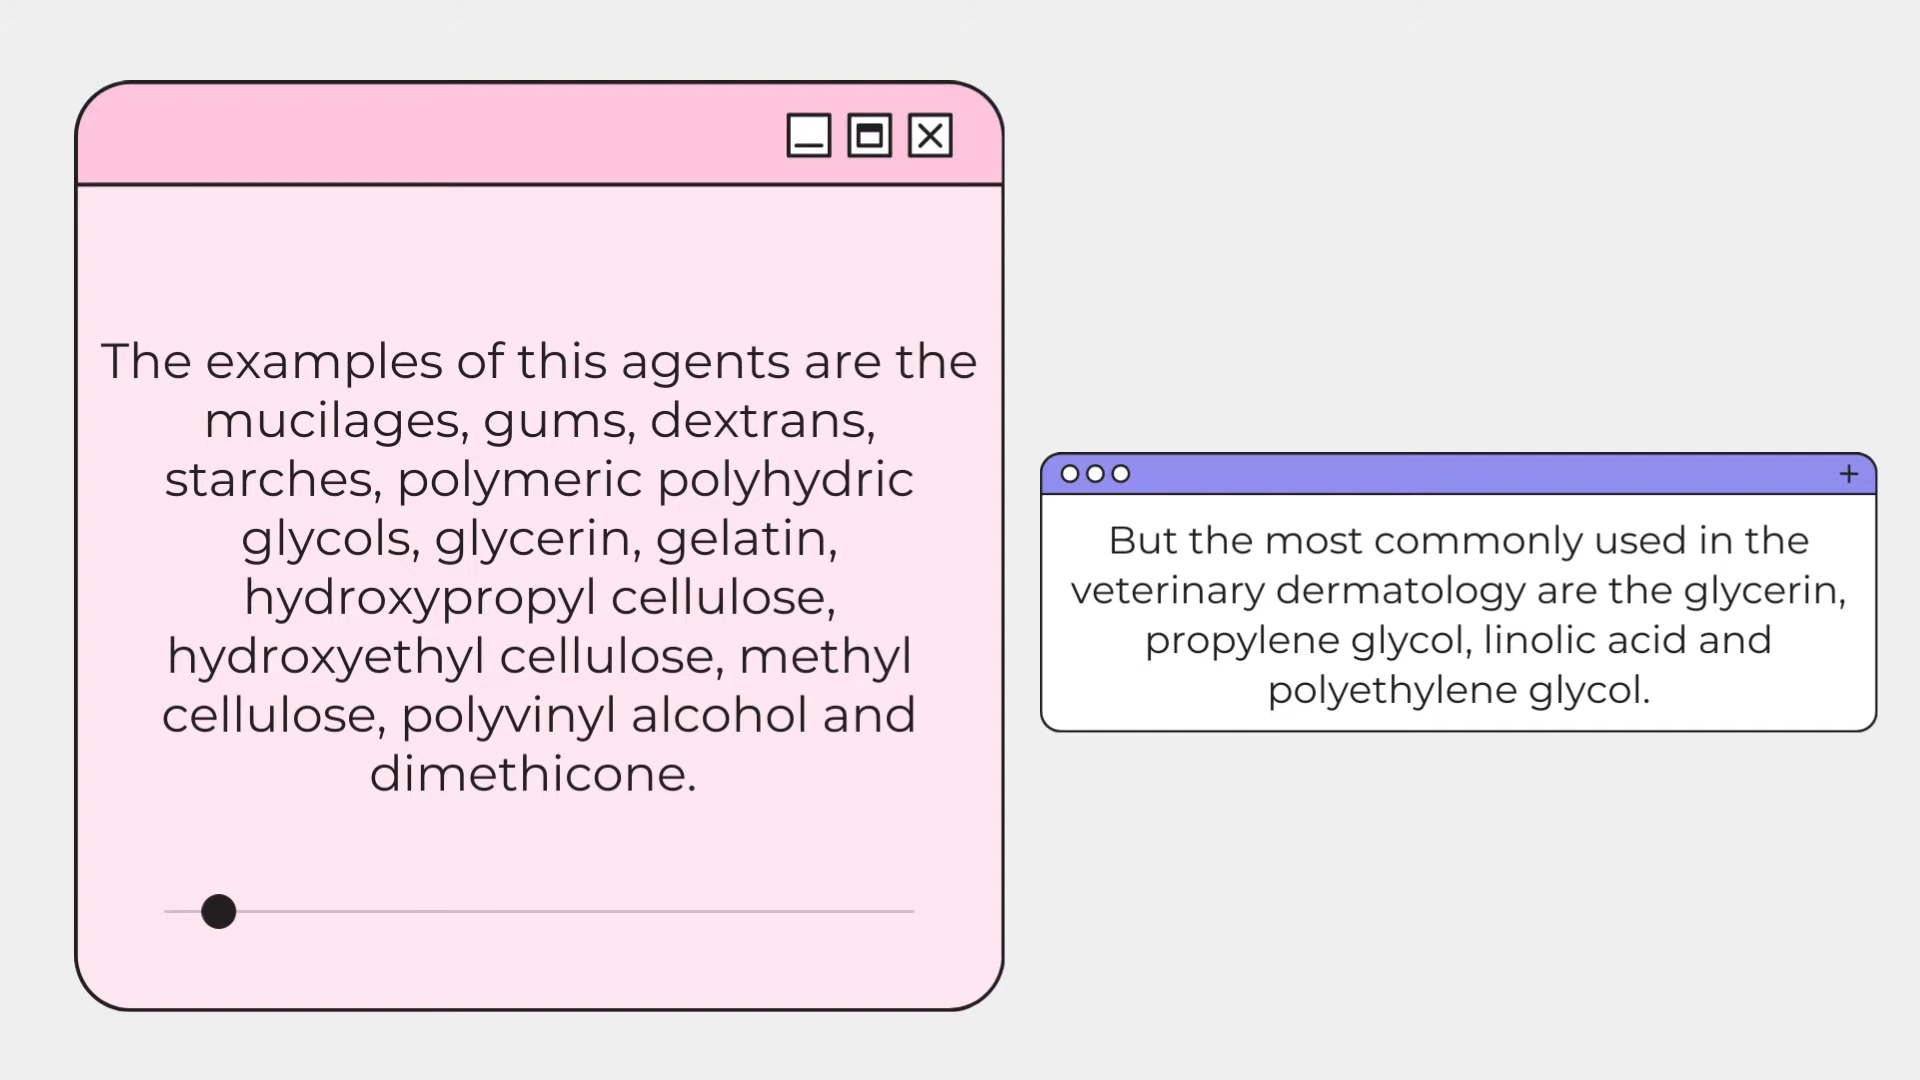 The examples of this agents are the
mucilages, gums, dextrans,
starches, polymeric polyhydric
glycols, glycerin, gelatin,
hydroxypropyl cellulose,
hydroxyethyl cellulose, methyl
cellulose, polyvinyl alcohol and
dimethicone.
But the most commonly used in the
veterinary dermatology are the glycerin,
propylene glycol, linolic acid and
polyethylene glycol.